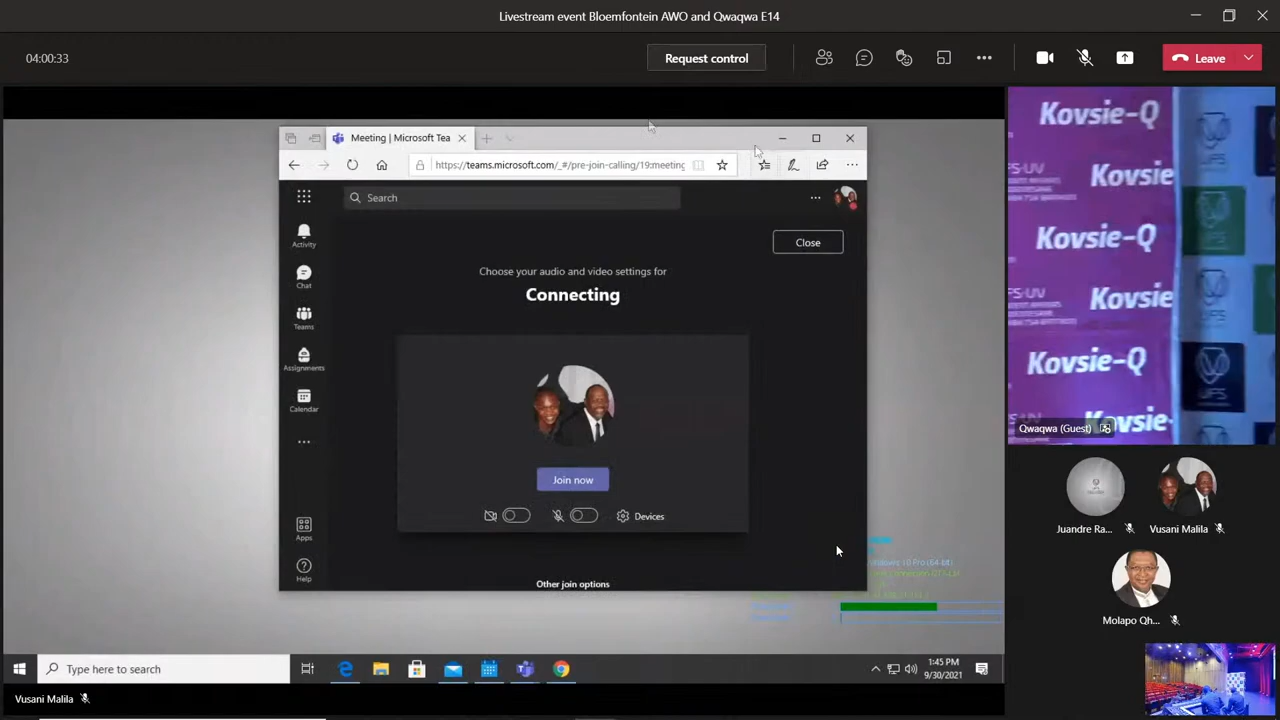 Livestream event Bloemfontein AWO and Qwaqwa E14
04:00:33
Request control
Leave
Meeting | Microsoft Tea
https://teams.microsoft.com/_#/pre-join-calling/19:meeting
Search
Activity
Chat
Teams
Assignments
Calendar
Apps
Help
Close
Choose your audio and video settings for
Connecting
Join now
Devices
Other join options
Type here to search
1:45 PM
9/30/2021
Vusani Malila
Kovsie-Q
Kovsie
Kovsie-Q
Kovsie
Kovsie-Q
Kovsie-
UFS
Qwaqwa (Guest)
Juandre Ra...
Vusani Malila
Molapo Qh...